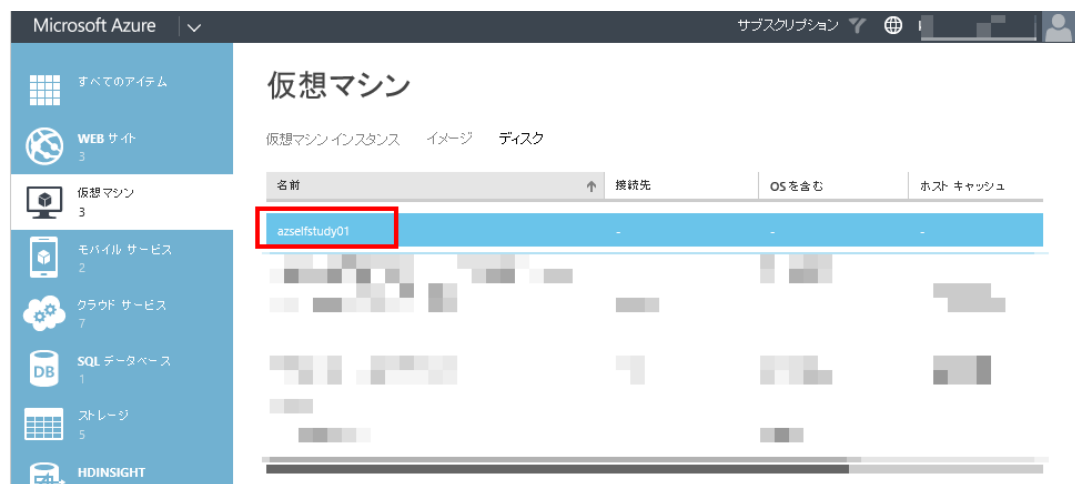 Microsoft Azure
サブスクリプション
すべてのアイテム
WEB サイト
3
仮想マシン
3
モバイル サービス
2
クラウド サービス
7
SQL データベース
1
ストレージ
5
HDINSIGHT
仮想マシン
仮想マシン インスタンス イメージ ディスク
名前 接続先 OS を含む ホスト キャッシュ
azselfstudy01 - - -
DB